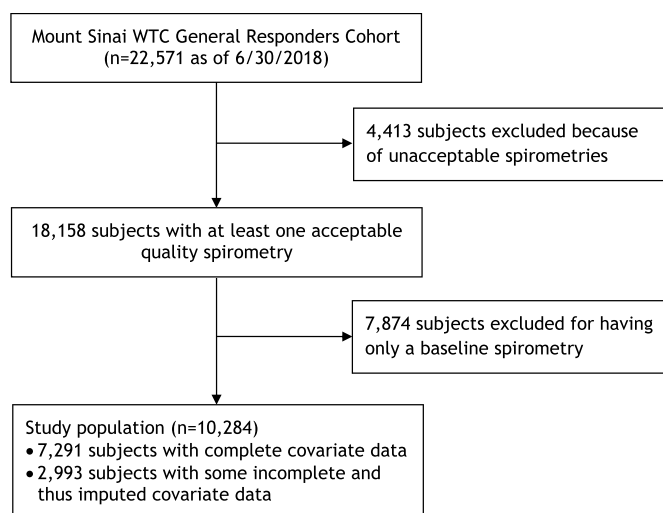 Mount Sinai WTC General Responders Cohort
(n=22,571 as of 6/30/2018)
4,413 subjects excluded because
of unacceptable spirometries
18,158 subjects with at least one acceptable
quality spirometry
7,874 subjects excluded for having
only a baseline spirometry
Study population (n=10,284)
• 7,291 subjects with complete covariate data
• 2,993 subjects with some incomplete and
thus imputed covariate data